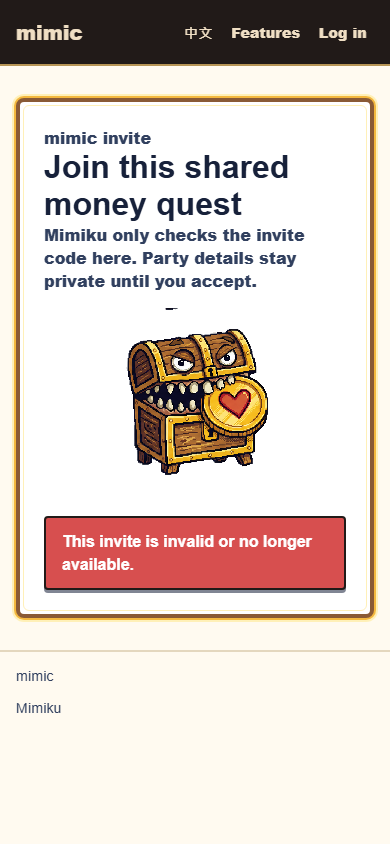 mimic
中文 Features Log in
mimic invite
Join this shared
money quest
Mimiku only checks the invite
code here. Party details stay
private until you accept.
This invite is invalid or no longer
available.
mimic
Mimiku